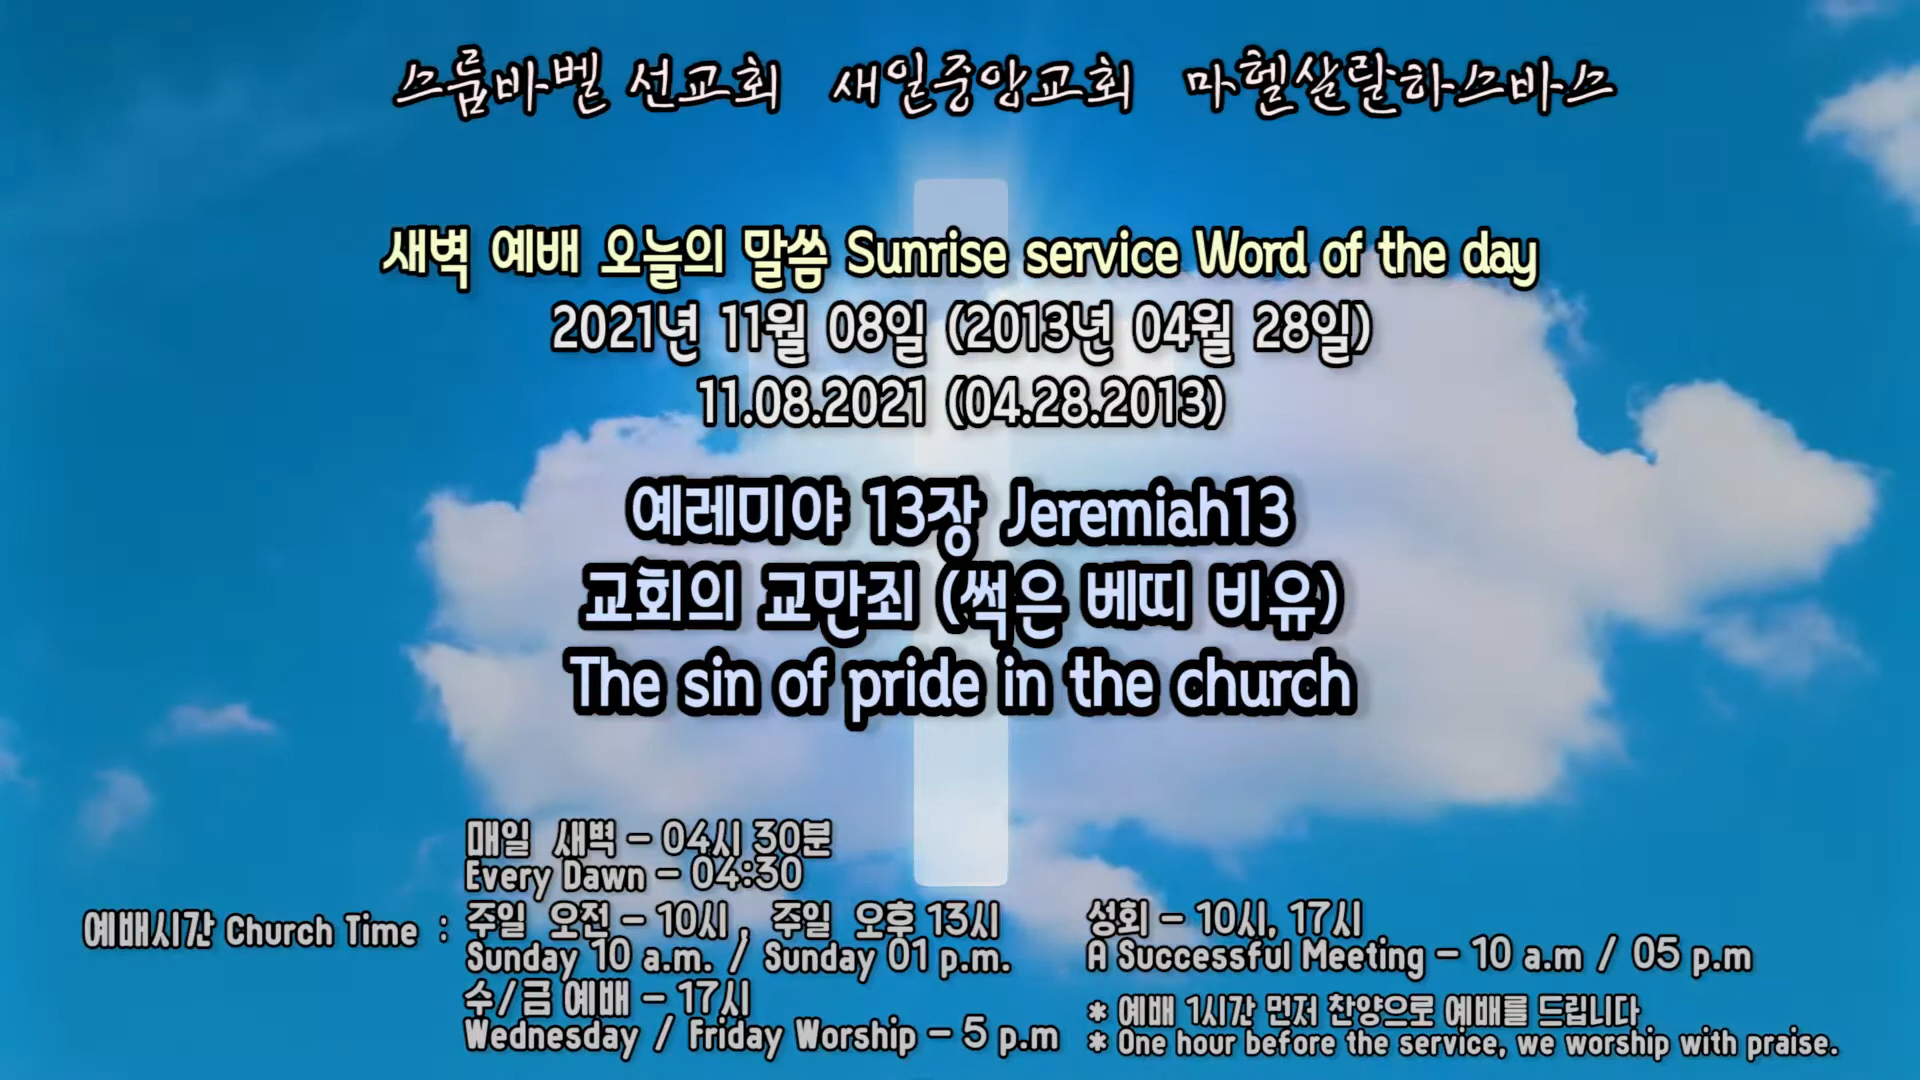 스룹바벨 선교회 새일중앙교회 마헬살랄하스바스
새벽 예배 오늘의 말씀 Sunrise service Word of the day
2021년 11월 08일 (2013년 04월 28일)
11.08.2021 (04.28.2013)
예레미야 13장 Jeremiah13
교회의 교만죄 (썩은 베띠 비유)
The sin of pride in the church
예배시간 Church Time :
매일 새벽 - 04시 30분
Every Dawn - 04:30
주일 오전 - 10시 , 주일 오후 13시
Sunday 10 a.m. / Sunday 01 p.m.
수/금 예배 - 17시
Wednesday / Friday Worship - 5 p.m
성회 - 10시, 17시
A Successful Meeting - 10 a.m / 05 p.m
* 예배 1시간 먼저 찬양으로 예배를 드립니다
* One hour before the service, we worship with praise.